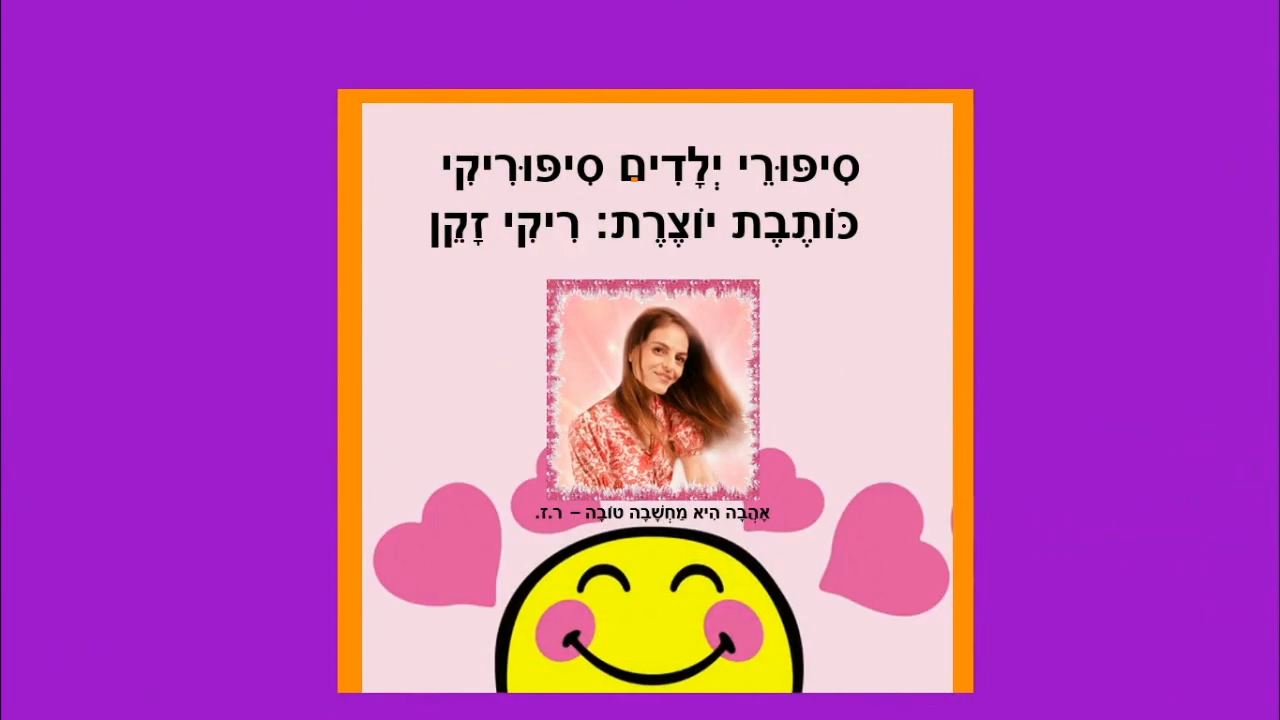 סִיפּוּרֵי יְלָדִים סִיפּוּרִיקִי
כּוֹתֶבֶת יוֹצֶרֶת: רִיקִי זָקֵן
אַהֲבָה הִיא מַחְשָׁבָה טוֹבָה – ר.ז.